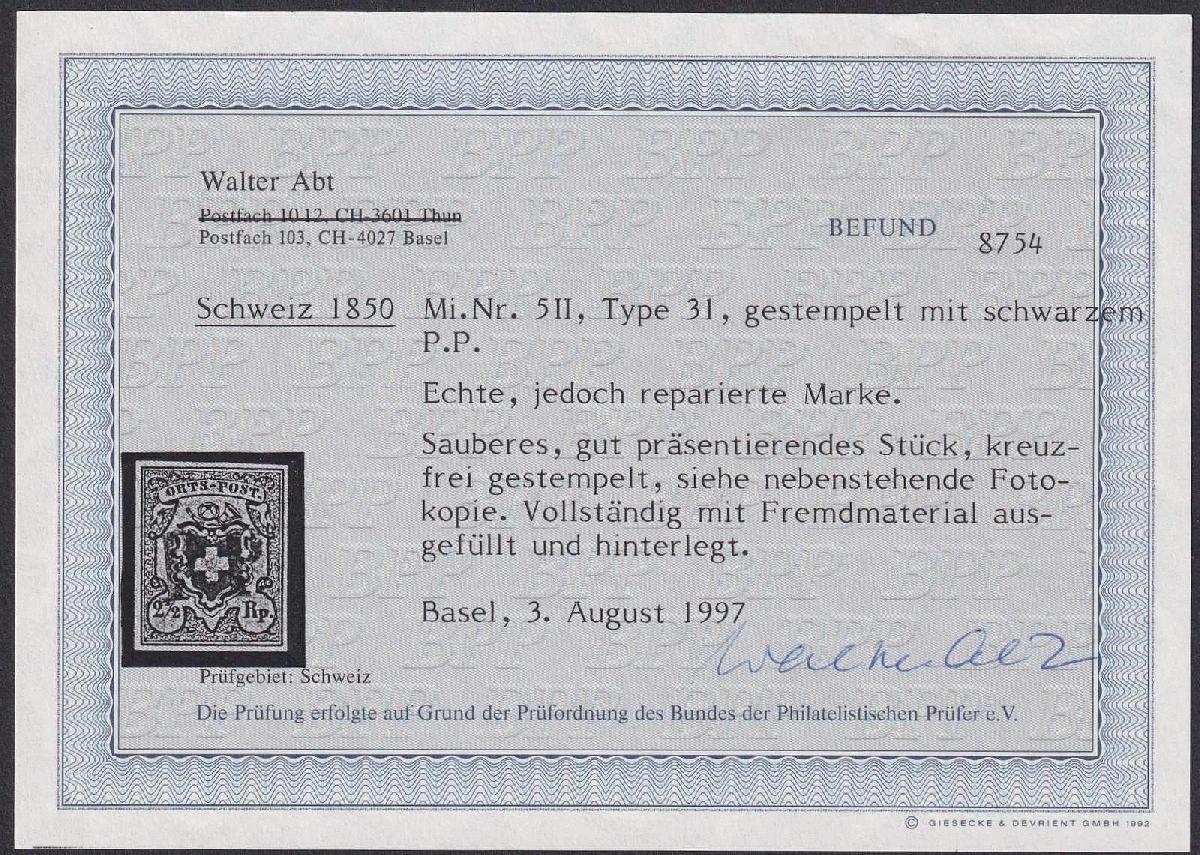 Walter Abt
Postfach 1012, CH-3601 Thun
Postfach 103, CH-4027 Basel
BEFUND
8754
Schweiz 1850 Mi.Nr. 5II, Type 31, gestempelt mit schwarzem
P.P.
Echte, jedoch reparierte Marke.
Sauberes, gut präsentierendes Stück, kreuz-
frei gestempelt, siehe nebenstehende Foto-
kopie. Vollständig mit Fremdmaterial aus-
gefüllt und hinterlegt.
ORTS-POST.
2½ Rp.
Basel, 3. August 1997
Walter Abt
Prüfgebiet: Schweiz
Die Prüfung erfolgte auf Grund der Prüfordnung des Bundes der Philatelistischen Prüfer e.V.
© GIESECKE & DEVRIENT GMBH 1992
BPP